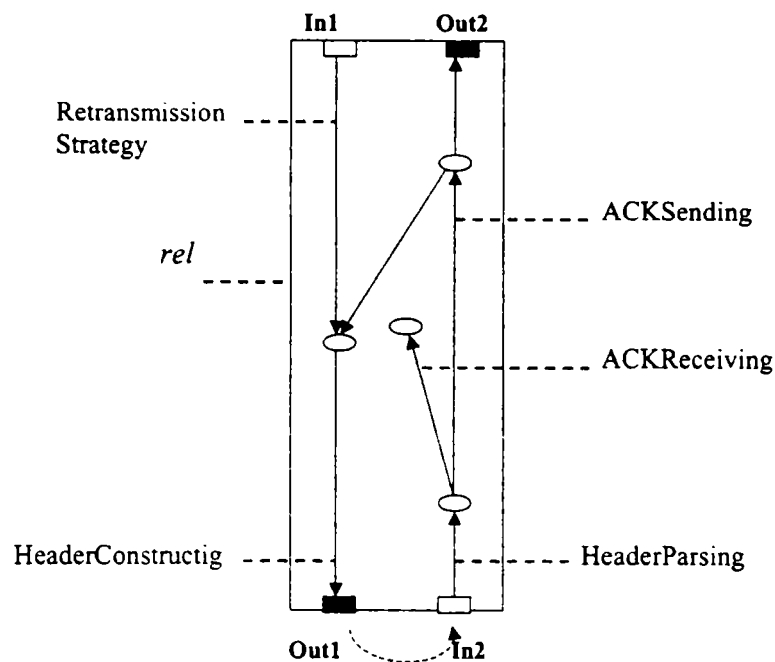 In1 Out2
Retransmission
Strategy
ACKSending
rel
ACKReceiving
HeaderConstructig
HeaderParsing
Out1 In2